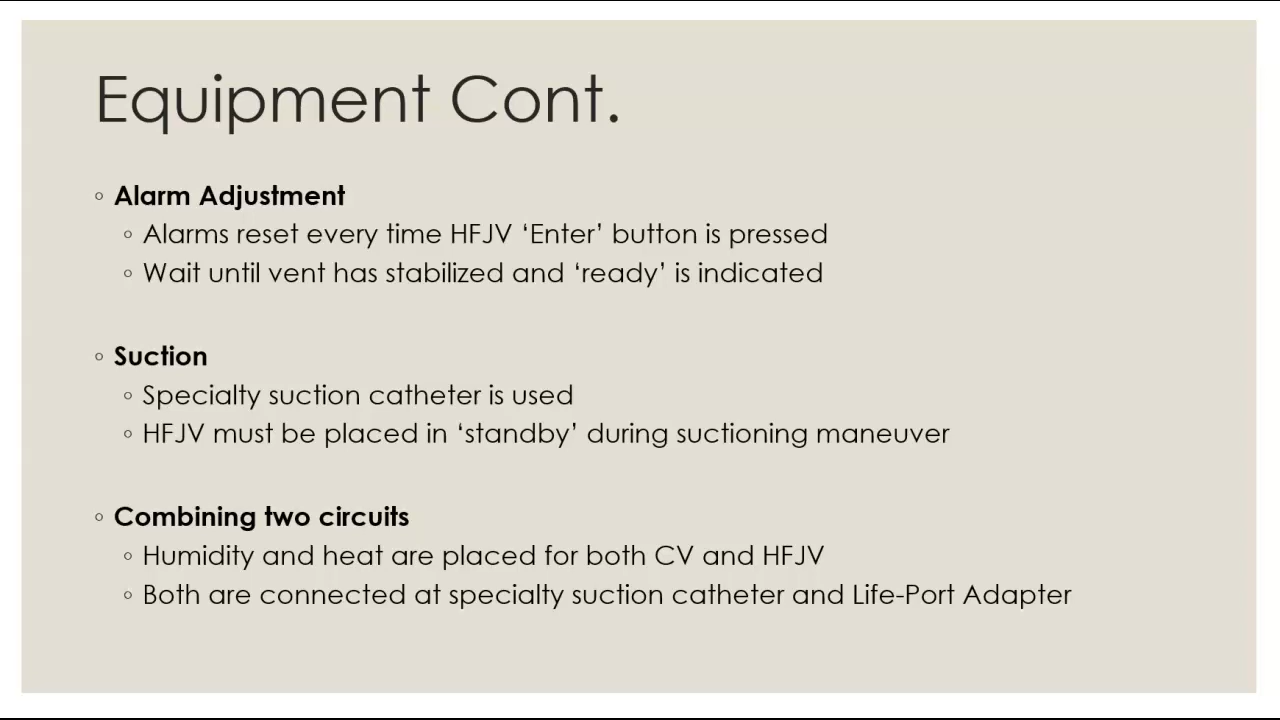 Equipment Cont.
◦ Alarm Adjustment
◦ Alarms reset every time HFJV ‘Enter’ button is pressed
◦ Wait until vent has stabilized and ‘ready’ is indicated
◦ Suction
◦ Specialty suction catheter is used
◦ HFJV must be placed in ‘standby’ during suctioning maneuver
◦ Combining two circuits
◦ Humidity and heat are placed for both CV and HFJV
◦ Both are connected at specialty suction catheter and Life-Port Adapter